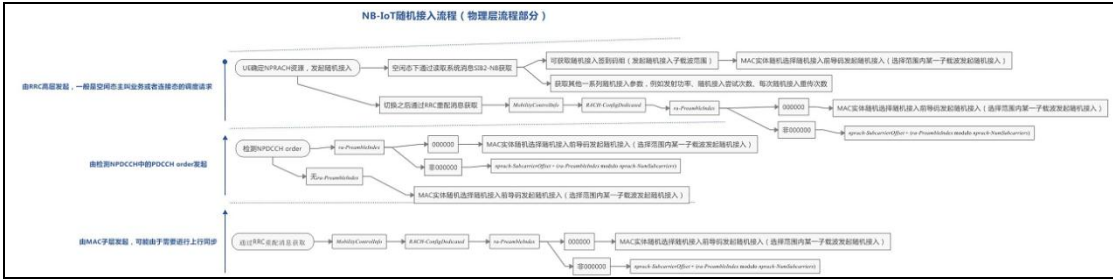 NB-IoT随机接入流程（物理层流程部分）
由RRC高层发起，一般是空闲态主叫业务或者连接态的调度请求
UE确定NPRACH资源，发起随机接入
空闲态下通过读取系统消息SIB2-NB获取
可获取随机接入签到码组（发起随机接入子载波范围）
MAC实体随机选择随机接入前导码发起随机接入（选择范围内某一子载波发起随机接入）
获取其他一系列随机接入参数，例如发射功率、随机接入尝试次数、每次随机接入重传次数
切换之后通过RRC重配消息获取
MobilityControlInfo
RACH-ConfigDedicated
ra-PreambleIndex
000000
MAC实体随机选择随机接入前导码发起随机接入（选择范围内某一子载波发起随机接入）
非000000
nprach-SubcarrierOffset+ (ra-PreambleIndex modulo nprach-NumSubcarriers)
由检测NPDCCH中的PDCCH order发起
检测NPDCCH order
ra-PreambleIndex
000000
MAC实体随机选择随机接入前导码发起随机接入（选择范围内某一子载波发起随机接入）
非000000
nprach-SubcarrierOffset+ (ra-PreambleIndex modulo nprach-NumSubcarriers)
无ra-PreambleIndex
MAC实体随机选择随机接入前导码发起随机接入（选择范围内某一子载波发起随机接入）
由MAC子层发起，可能由于需要进行上行同步
通过RRC重配消息获取
MobilityControlInfo
RACH-ConfigDedicated
ra-PreambleIndex
000000
MAC实体随机选择随机接入前导码发起随机接入（选择范围内某一子载波发起随机接入）
非000000
nprach-SubcarrierOffset+ (ra-PreambleIndex modulo nprach-NumSubcarriers)